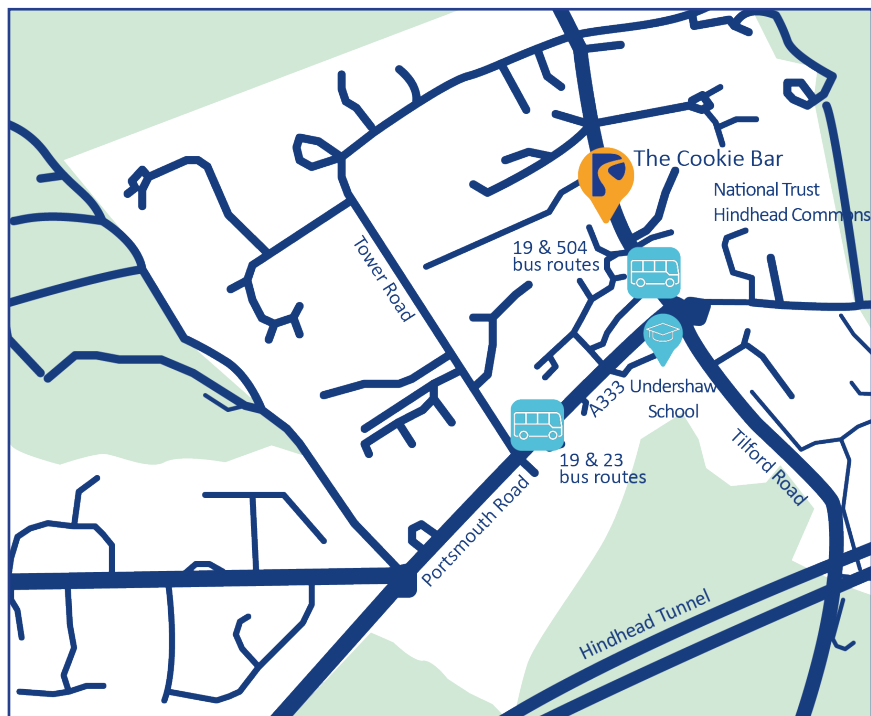 The Cookie Bar
National Trust
Hindhead Commons
19 & 504
bus routes
Tower Road
A333
Undershaw
School
19 & 23
bus routes
Tilford Road
Portsmouth Road
Hindhead Tunnel